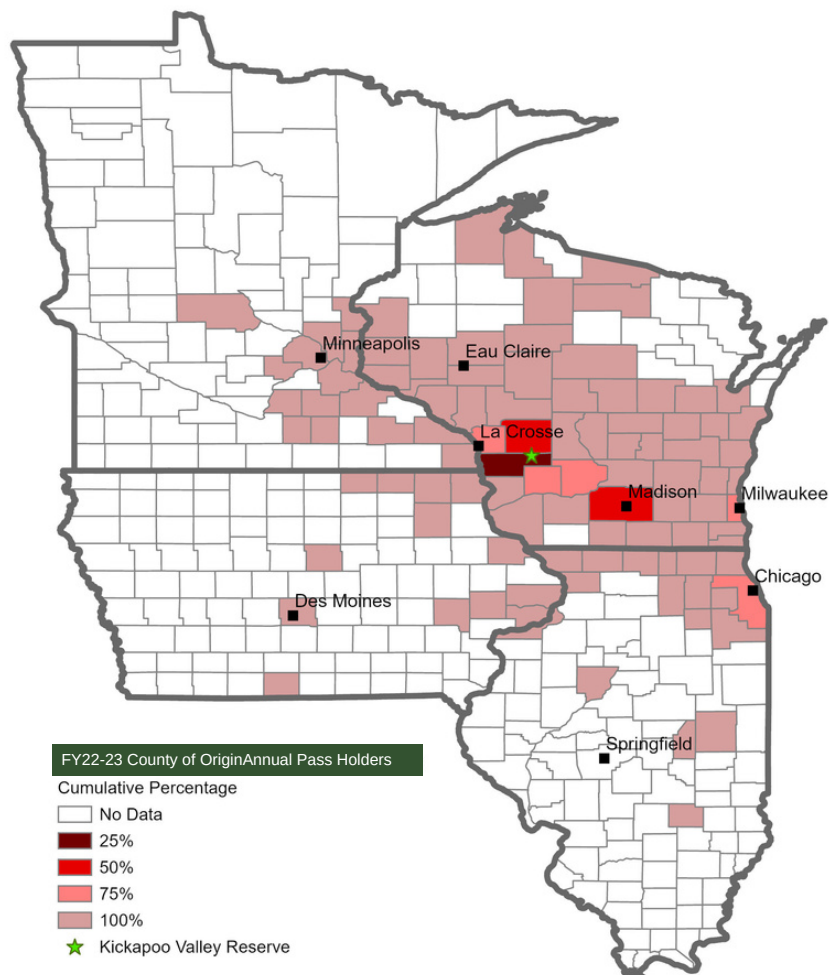 Minneapolis
Eau Claire
La Crosse
Madison
Milwaukee
Chicago
Des Moines
Springfield
FY22-23 County of OriginAnnual Pass Holders
Cumulative Percentage
No Data
25%
50%
75%
100%
Kickapoo Valley Reserve